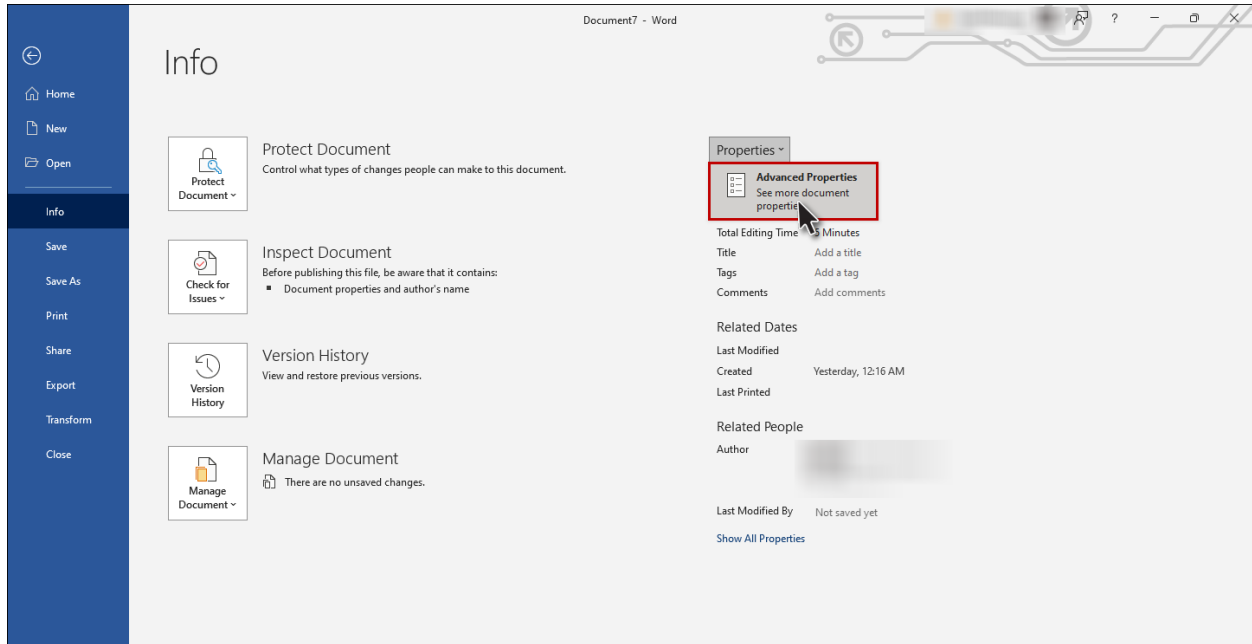 Document7 - Word
?
Info
Home
New
Open
Info
Save
Save As
Print
Share
Export
Transform
Close
Protect
Document
Protect Document
Control what types of changes people can make to this document.
Check for
Issues
Inspect Document
Before publishing this file, be aware that it contains:
▪ Document properties and author's name
Version
History
Version History
View and restore previous versions.
Manage
Document
Manage Document
There are no unsaved changes.
Properties
Advanced Properties
See more document
Total Editing Time Minutes
Title Add a title
Tags Add a tag
Comments Add comments
Related Dates
Last Modified
Created Yesterday, 12:16 AM
Last Printed
Related People
Author
Last Modified By Not saved yet
Show All Properties